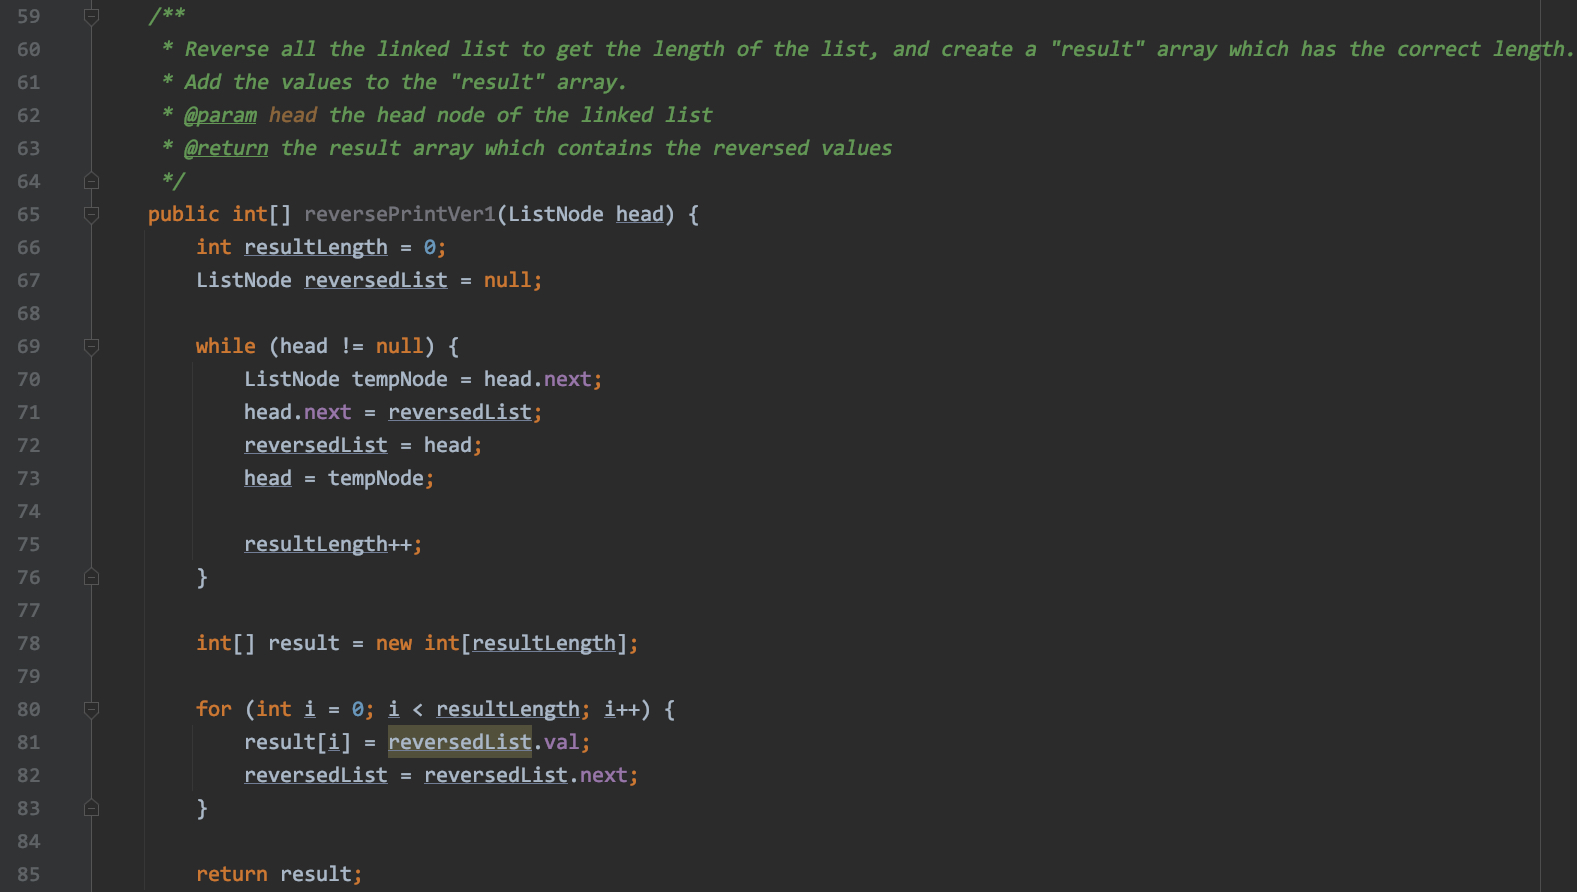 59 /**
60 * Reverse all the linked list to get the length of the list, and create a "result" array which has the correct length.
61 * Add the values to the "result" array.
62 * @param head the head node of the linked list
63 * @return the result array which contains the reversed values
64 */
65 public int[] reversePrintVer1(ListNode head) {
66 int resultLength = 0;
67 ListNode reversedList = null;
68
69 while (head != null) {
70 ListNode tempNode = head.next;
71 head.next = reversedList;
72 reversedList = head;
73 head = tempNode;
74
75 resultLength++;
76 }
77
78 int[] result = new int[resultLength];
79
80 for (int i = 0; i < resultLength; i++) {
81 result[i] = reversedList.val;
82 reversedList = reversedList.next;
83 }
84
85 return result;